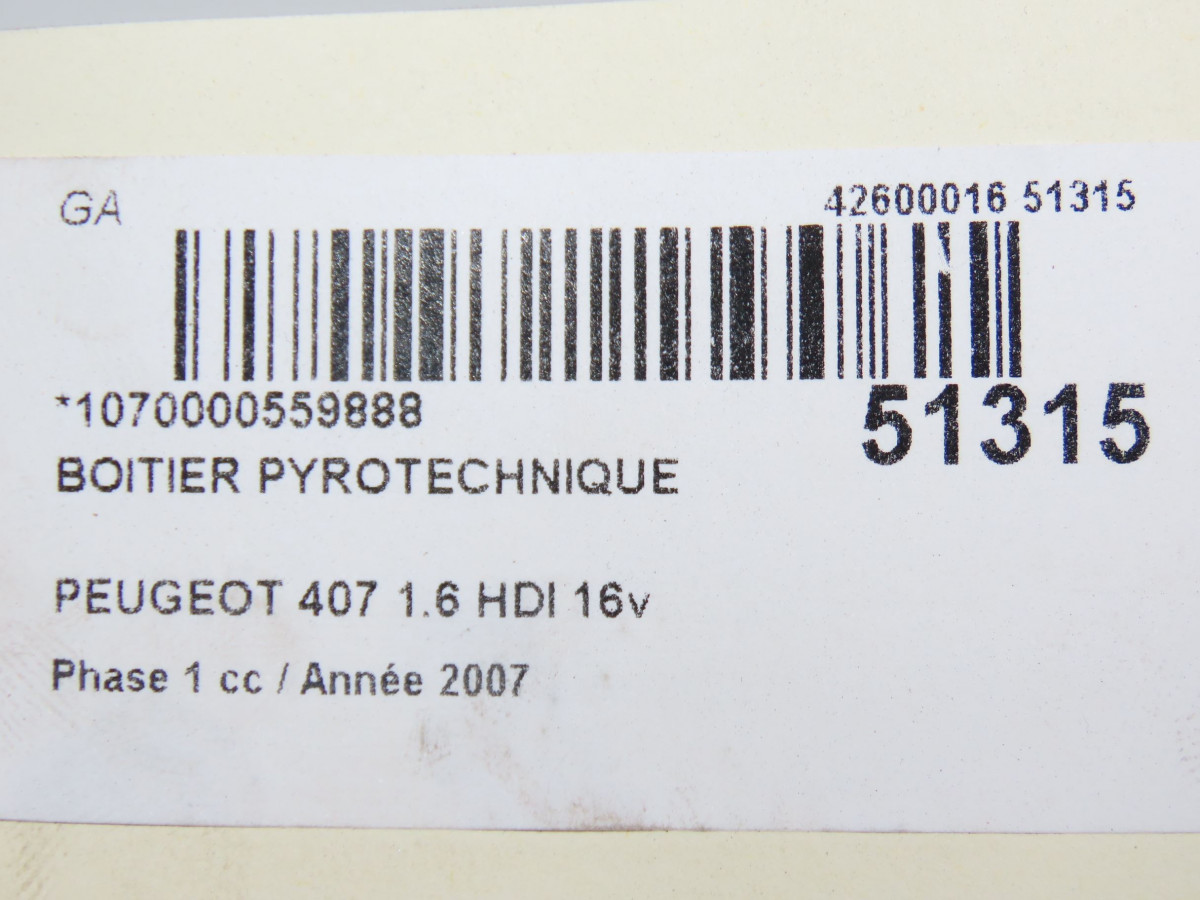 GA
42600016 51315
*1070000559888
51315
BOITIER PYROTECHNIQUE
PEUGEOT 407 1.6 HDI 16v
Phase 1 cc / Année 2007